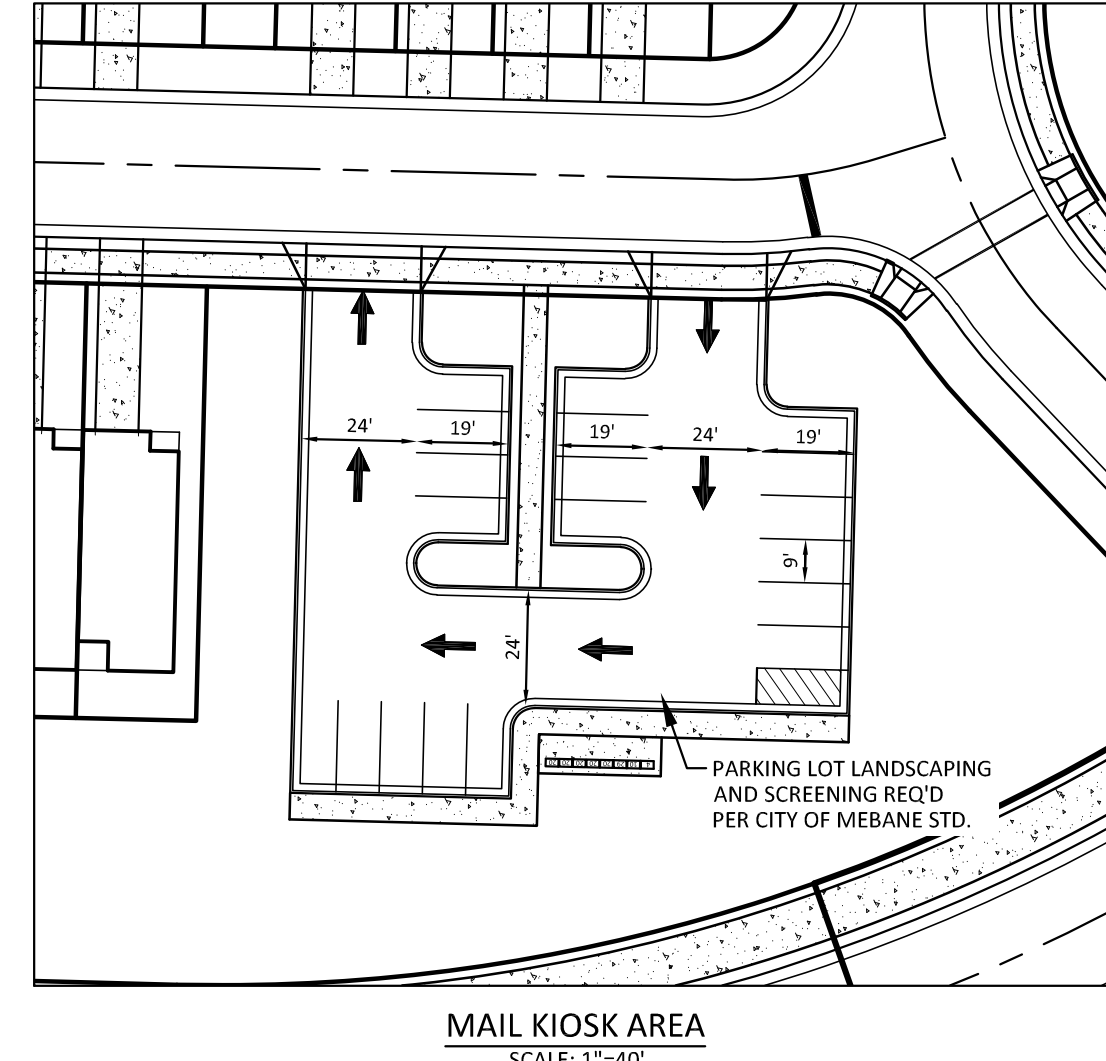 24'
19'
19'
24'
19'
9'
24'
PARKING LOT LANDSCAPING
AND SCREENING REQ'D
PER CITY OF MEBANE STD.
MAIL KIOSK AREA
SCALE: 1"=40'